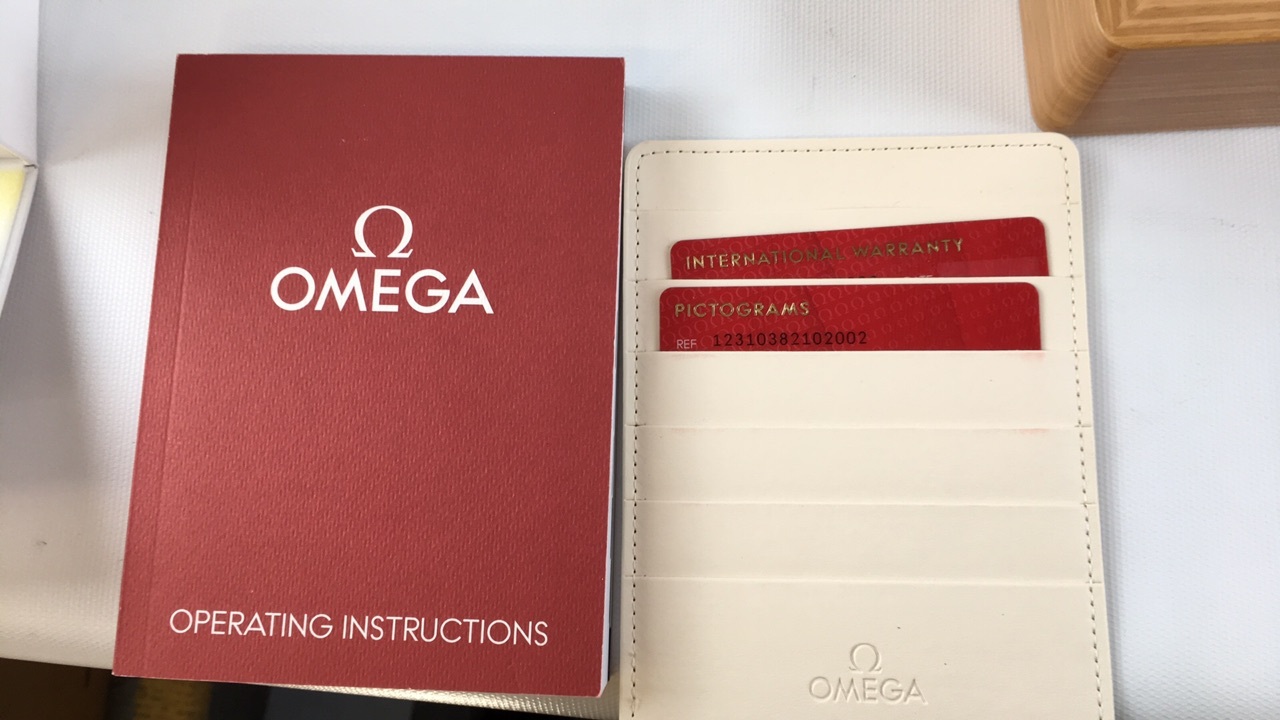 Ω
OMEGA
OPERATING INSTRUCTIONS
INTERNATIONAL WARRANTY
PICTOGRAMS
REF. 12310382102002
Ω
OMEGA